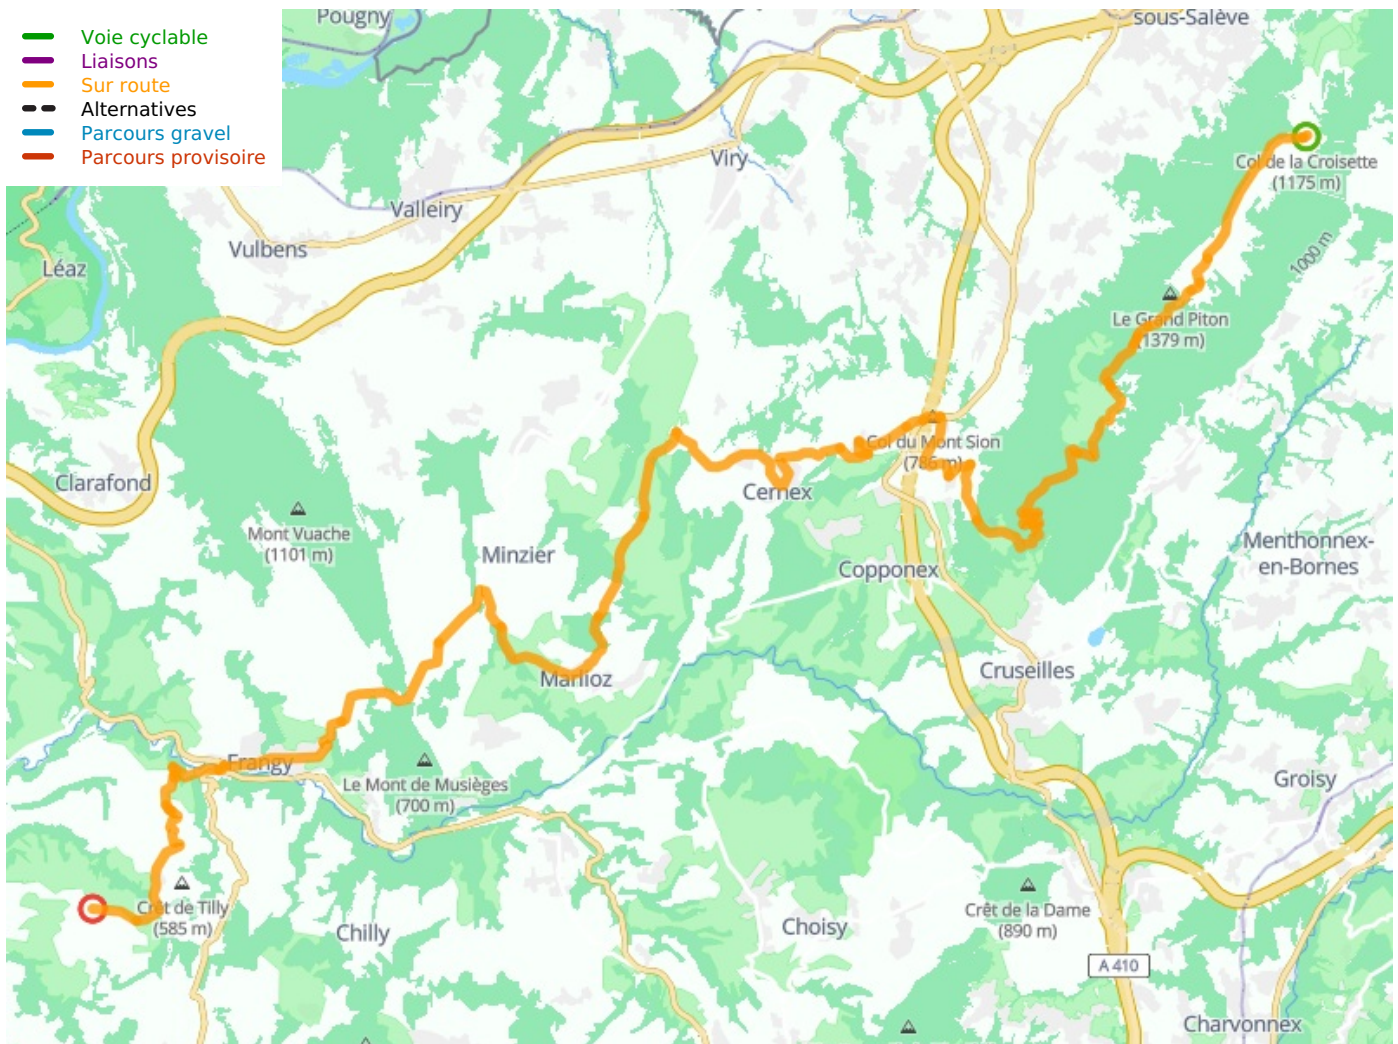 Voie cyclable
Liaisons
Sur route
Alternatives
Parcours gravel
Parcours provisoire
Pougny
sous-Salève
Viry
Col de la Croisette
(1175 m)
Valleiry
Vulbens
Léaz
1000 m
Le Grand Piton
(1379 m)
Col du Mont Sion
(786 m)
Clarafond
Cernex
Mont Vuache
(1101 m)
Minzier
Copponex
Menthonnex-
en-Bornes
Marlioz
Cruseilles
Frangy
Le Mont de Musièges
(700 m)
Groisy
Crêt de Tilly
(585 m)
Chilly
Choisy
Crêt de la Dame
(890 m)
A 410
Charvonnex